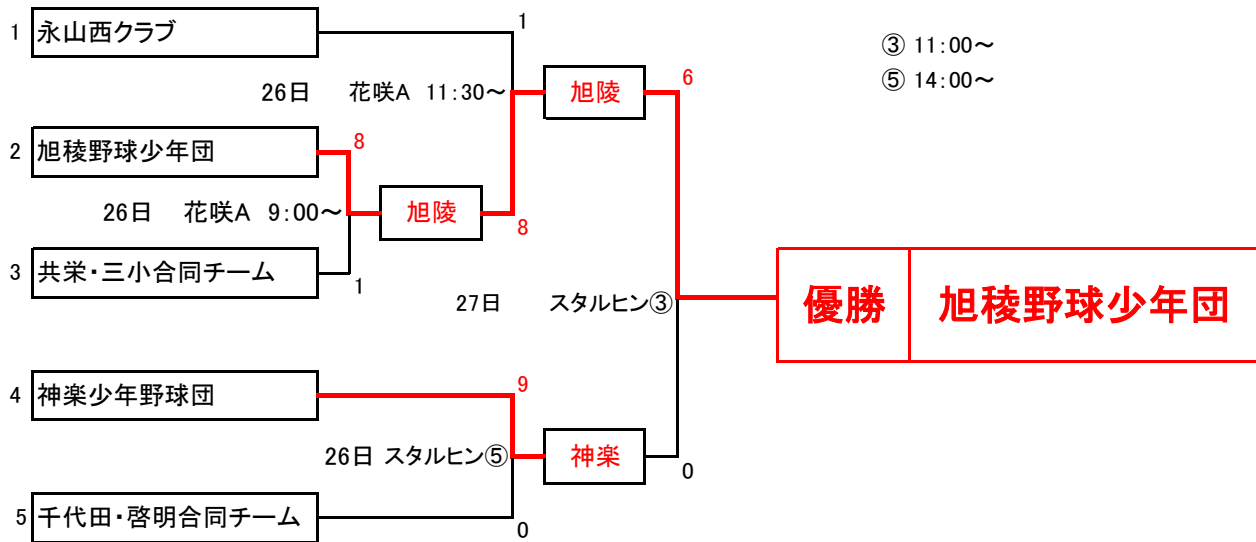 1 永山西クラブ 1
③ 11:00～
⑤ 14:00～
旭陵 6
26日 花咲A 11:30～
2 旭稜野球少年団 8
26日 花咲A 9:00～ 旭陵 8
3 共栄・三小合同チーム 1
27日 スタルヒン③
優勝 旭稜野球少年団
4 神楽少年野球団 9
26日 スタルヒン⑤ 神楽 0
5 千代田・啓明合同チーム 0